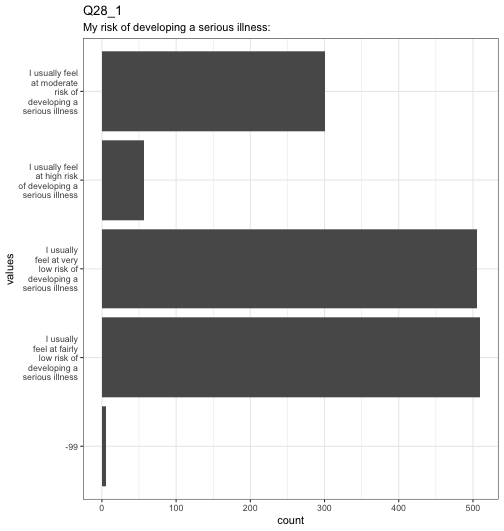 Q28_1
My risk of developing a serious illness:
values
I usually feel
at moderate
risk of
developing a
serious illness
I usually feel
at high risk
of developing a
serious illness
I usually
feel at very
low risk of
developing a
serious illness
I usually
feel at fairly
low risk of
developing a
serious illness
-99
0 100 200 300 400 500
count